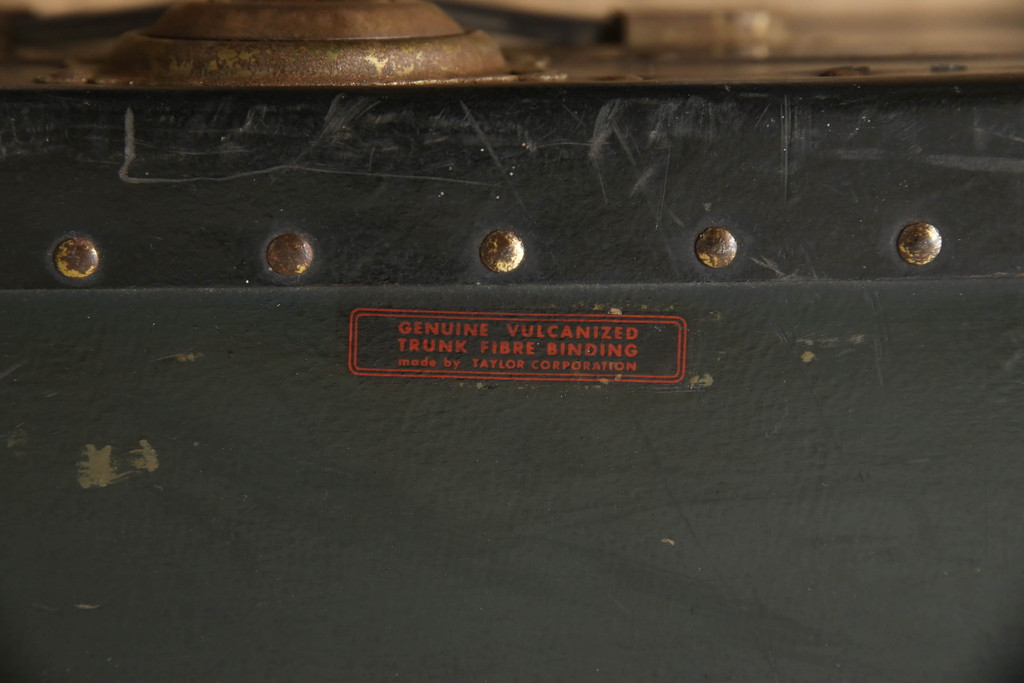 GENUINE VULCANIZED
TRUNK FIBRE BINDING
made by TAYLOR CORPORATION